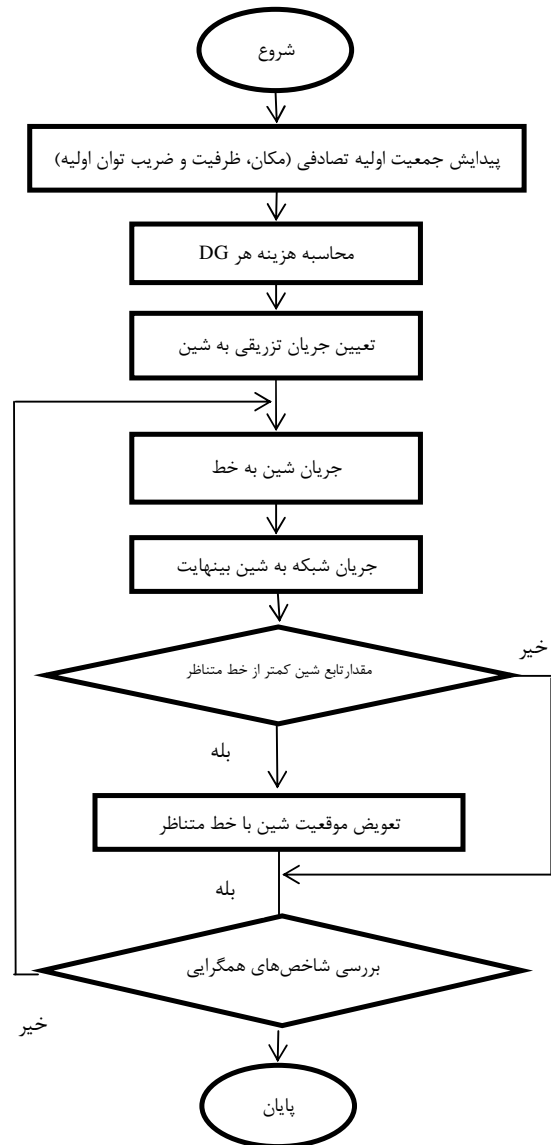 شروع
پیدایش جمعیت اولیه تصادفی (مکان، ظرفیت و ضریب توان اولیه)
محاسبه هزینه هر DG
تعیین جریان تزریقی به شین
جریان شین به خط
جریان شبکه به شین بینهایت
مقدارتابع شین کمتر از خط متناظر
خیر
بله
تعویض موقعیت شین با خط متناظر
بله
بررسی شاخص‌های همگرایی
خیر
پایان